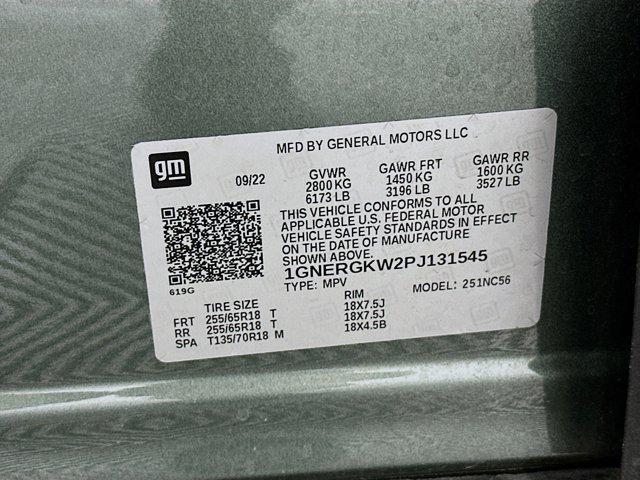 MFD BY GENERAL MOTORS LLC
gm
09/22
GVWR GAWR FRT GAWR RR
2800 KG 1450 KG 1600 KG
6173 LB 3196 LB 3527 LB
THIS VEHICLE CONFORMS TO ALL
APPLICABLE U.S. FEDERAL MOTOR
VEHICLE SAFETY STANDARDS IN EFFECT
ON THE DATE OF MANUFACTURE
SHOWN ABOVE.
619G
1GNERGKW2PJ131545
TYPE: MPV MODEL: 251NC56
TIRE SIZE RIM
FRT 255/65R18 T 18X7.5J
RR 255/65R18 T 18X7.5J
SPA T135/70R18 M 18X4.5B